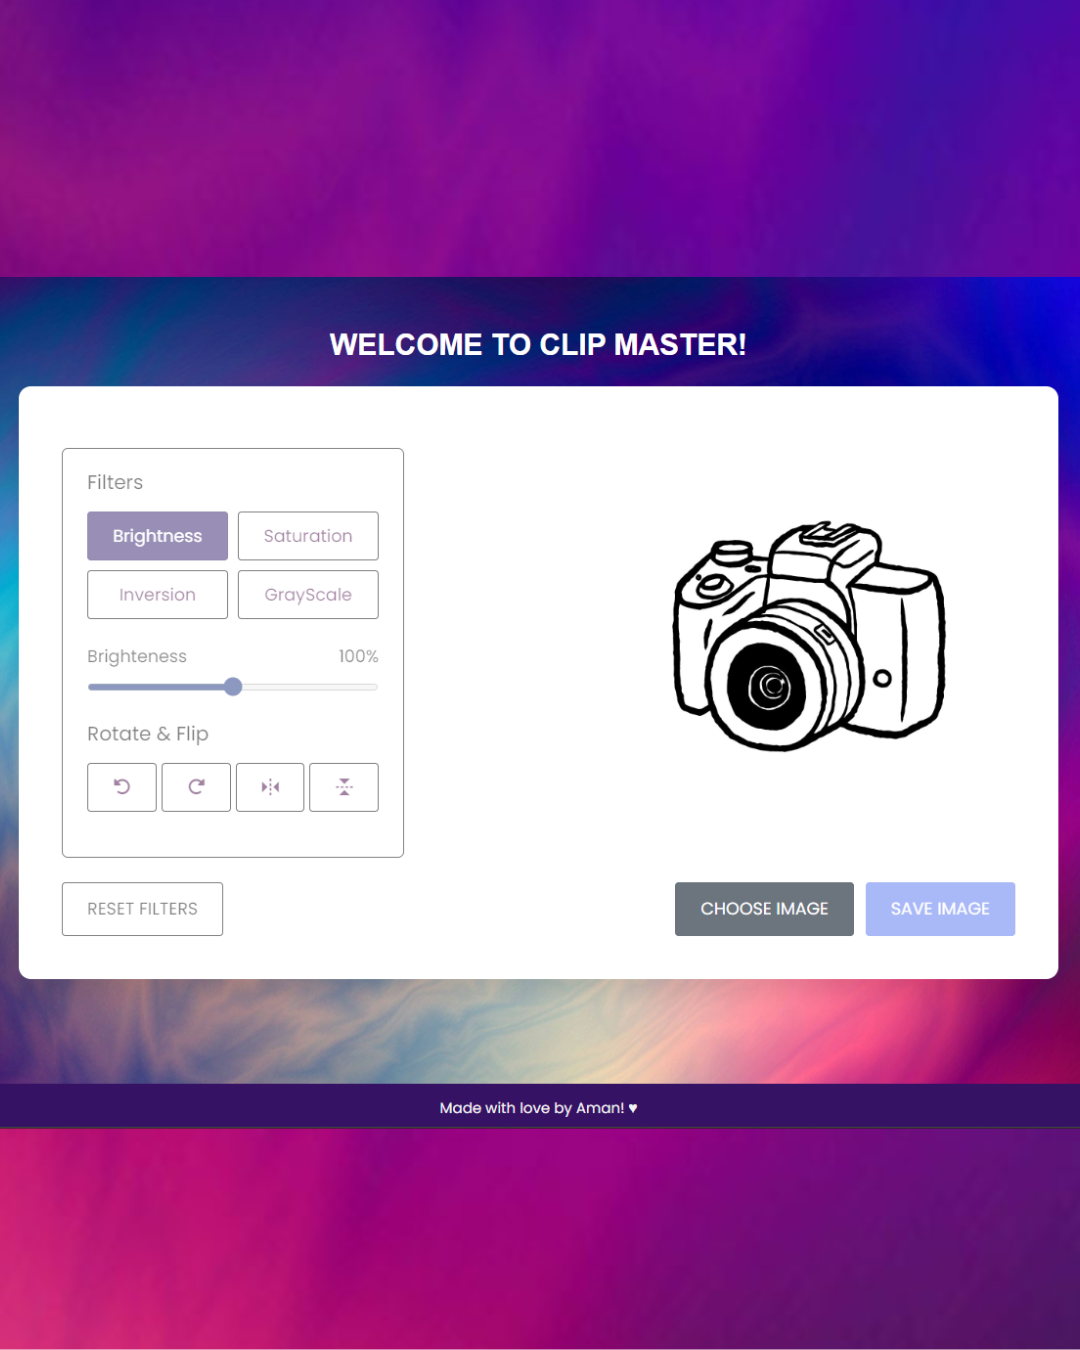 WELCOME TO CLIP MASTER!
Filters
Brightness Saturation
Inversion GrayScale
Brighteness 100%
Rotate & Flip
RESET FILTERS
CHOOSE IMAGE SAVE IMAGE
Made with love by Aman! ♥